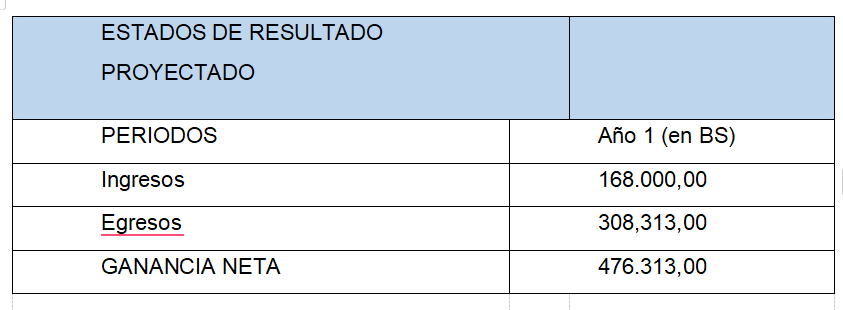 ESTADOS DE RESULTADO
PROYECTADO
PERIODOS Año 1 (en BS)
Ingresos 168.000,00
Egresos 308,313,00
GANANCIA NETA 476.313,00